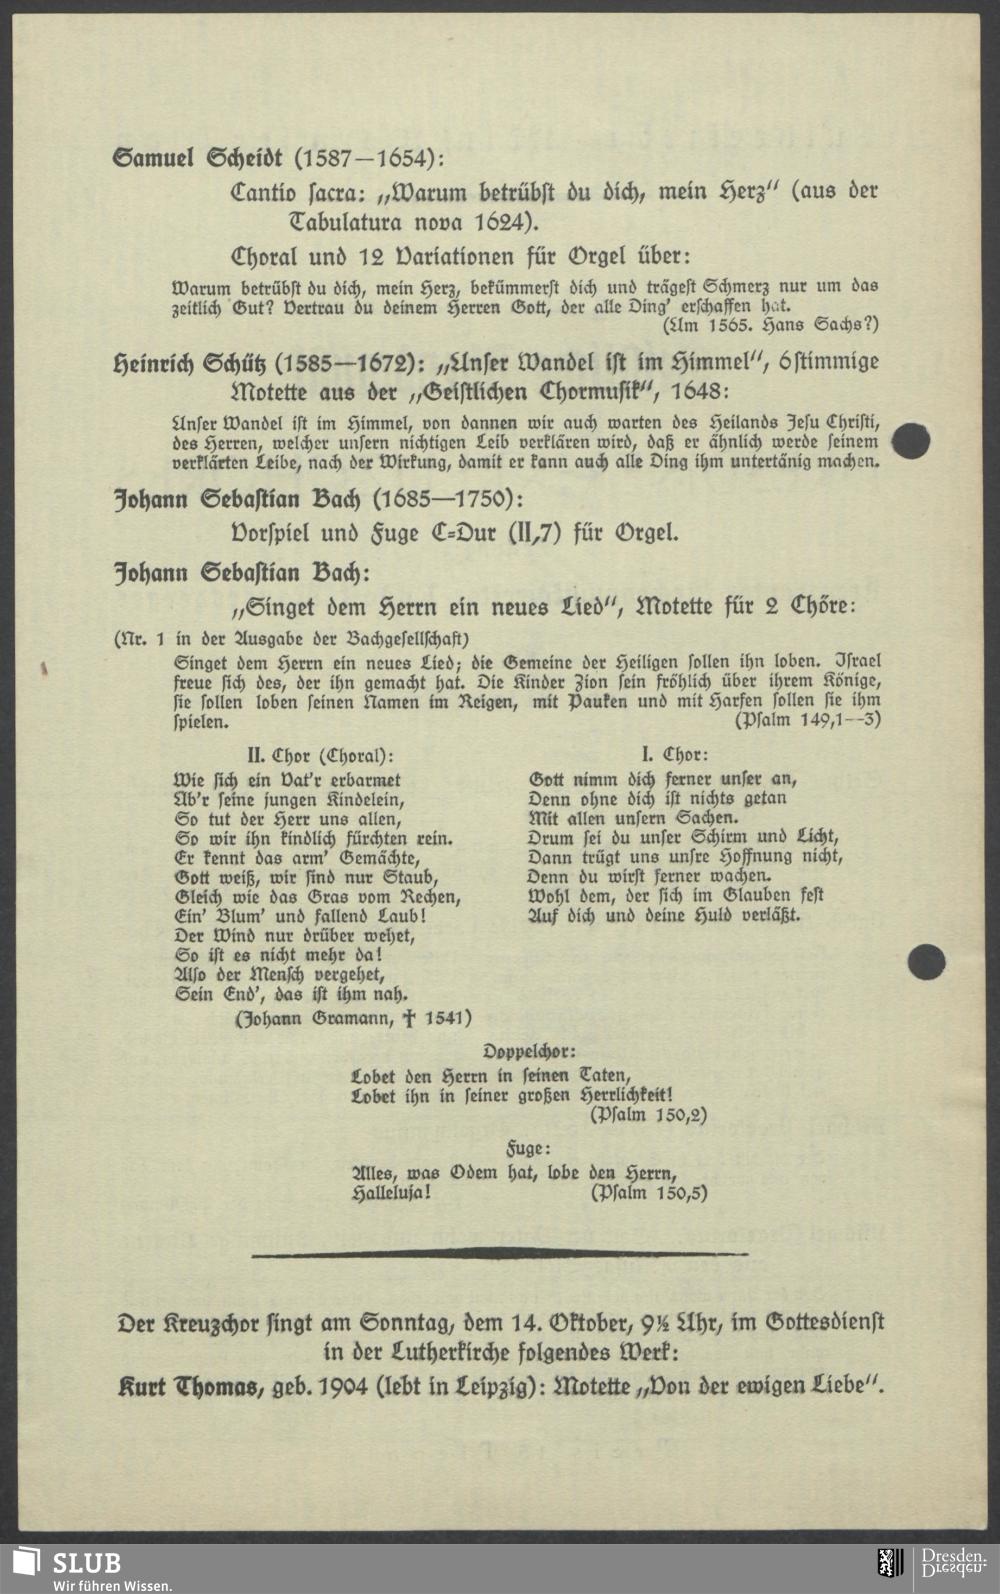 Samuel Scheidt (1587—1654):
Cantio sacra: „Warum betrübst du dich, mein Herz“ (aus der
Tabulatura nova 1624).
Choral und 12 Variationen für Orgel über:
Warum betrübst du dich, mein Herz, bekümmerst dich und trägest Schmerz nur um das
zeitlich Gut? Vertrau du deinem Herren Gott, der alle Ding' erschaffen hat.
(Um 1565. Hans Sachs?)
Heinrich Schütz (1585—1672): „Unser Wandel ist im Himmel“, 6stimmige
Motette aus der „Geistlichen Chormusik“, 1648:
Unser Wandel ist im Himmel, von dannen wir auch warten des Heilands Jesu Christi,
des Herren, welcher unsern nichtigen Leib verklären wird, daß er ähnlich werde seinem
verklärten Leibe, nach der Wirkung, damit er kann auch alle Ding ihm untertänig machen.
Johann Sebastian Bach (1685—1750):
Vorspiel und Fuge C=Dur (II,7) für Orgel.
Johann Sebastian Bach:
„Singet dem Herrn ein neues Lied“, Motette für 2 Chöre:
(Nr. 1 in der Ausgabe der Bachgesellschaft)
Singet dem Herrn ein neues Lied; die Gemeine der Heiligen sollen ihn loben. Israel
freue sich des, der ihn gemacht hat. Die Kinder Zion sein fröhlich über ihrem Könige,
sie sollen loben seinen Namen im Reigen, mit Pauken und mit Harfen sollen sie ihm
spielen. (Psalm 149,1—3)
II. Chor (Choral):
Wie sich ein Vat'r erbarmet
Üb'r seine jungen Kindelein,
So tut der Herr uns allen,
So wir ihn kindlich fürchten rein.
Er kennt das arm' Gemächte,
Gott weiß, wir sind nur Staub,
Gleich wie das Gras vom Rechen,
Ein' Blum' und fallend Laub!
Der Wind nur drüber wehet,
So ist es nicht mehr da!
Also der Mensch vergehet,
Sein End', das ist ihm nah.
(Johann Gramann, † 1541)
I. Chor:
Gott nimm dich ferner unser an,
Denn ohne dich ist nichts getan
Mit allen unsern Sachen.
Drum sei du unser Schirm und Licht,
Dann trügt uns unsre Hoffnung nicht,
Denn du wirst ferner wachen.
Wohl dem, der sich im Glauben fest
Auf dich und deine Huld verläßt.
Doppelchor:
Lobet den Herrn in seinen Taten,
Lobet ihn in seiner großen Herrlichkeit!
(Psalm 150,2)
Fuge:
Alles, was Odem hat, lobe den Herrn,
Halleluja! (Psalm 150,5)
Der Kreuzchor singt am Sonntag, dem 14. Oktober, 9½ Uhr, im Gottesdienst
in der Lutherkirche folgendes Werk:
Kurt Thomas, geb. 1904 (lebt in Leipzig): Motette „Von der ewigen Liebe“.
SLUB
Wir führen Wissen.
Dresden.
Dresden.